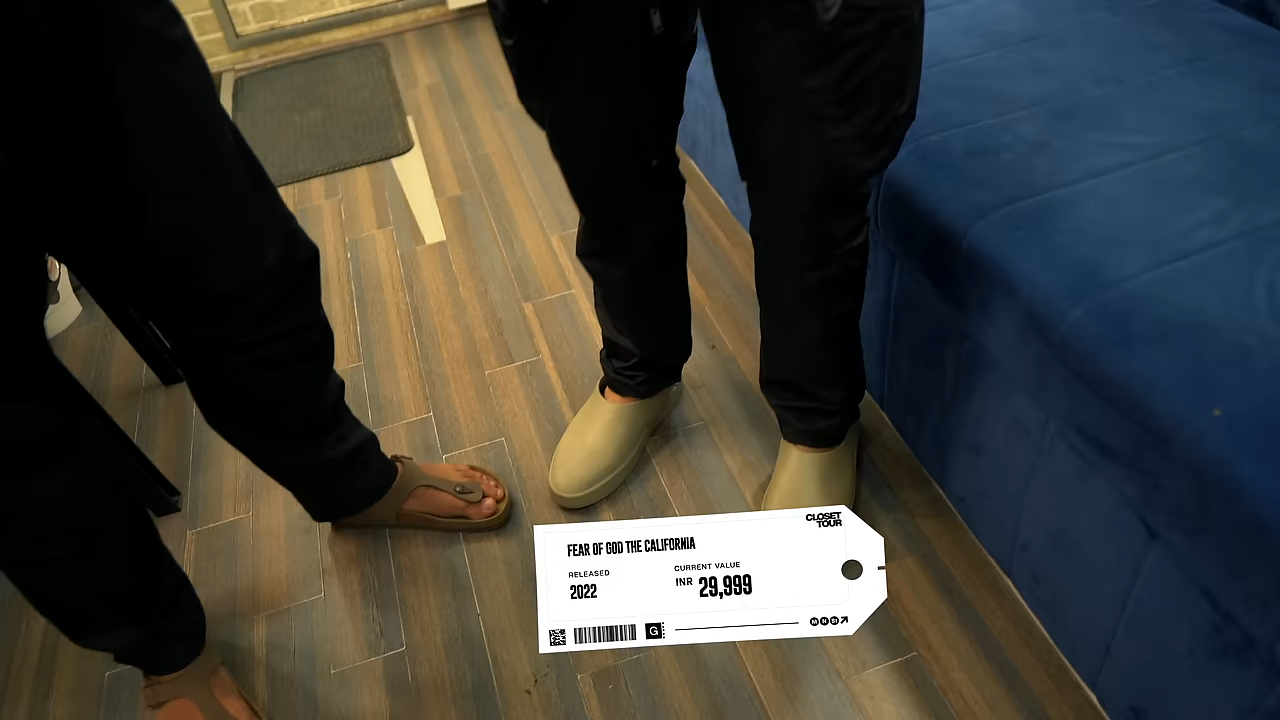 CLOSET
TOUR
FEAR OF GOD THE CALIFORNIA
RELEASED
2022
CURRENT VALUE
INR 29,999
G